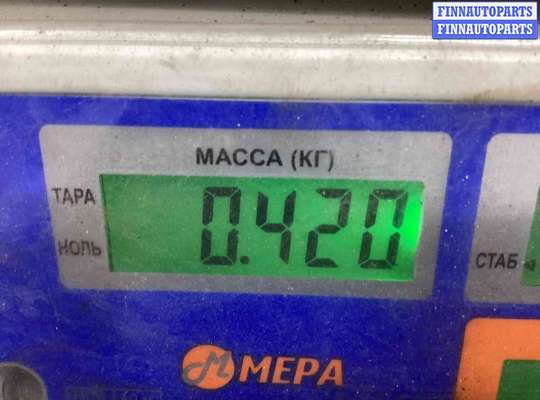 FINNAUTOPARTS
FINNAUTOPARTS
МАССА (КГ)
ТАРА
0.420
НОЛЬ
СТАБ
МЕРА